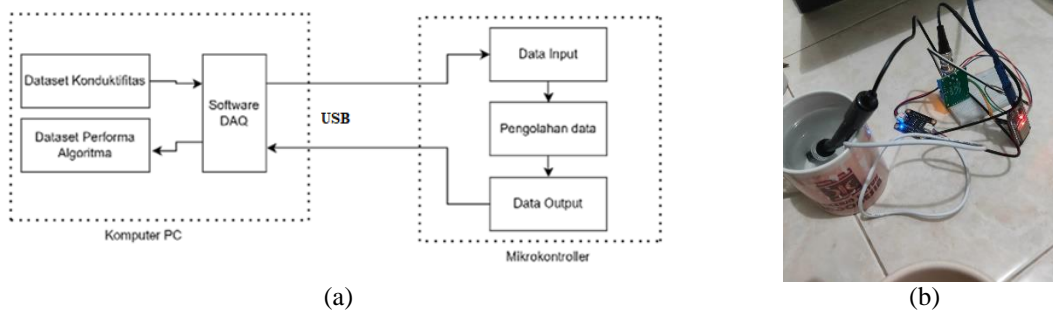 Dataset Konduktifitas
Dataset Performa
Algoritma
Software
DAQ
Komputer PC
USB
Data Input
Pengolahan data
Data Output
Mikrokontroller
(a)
(b)